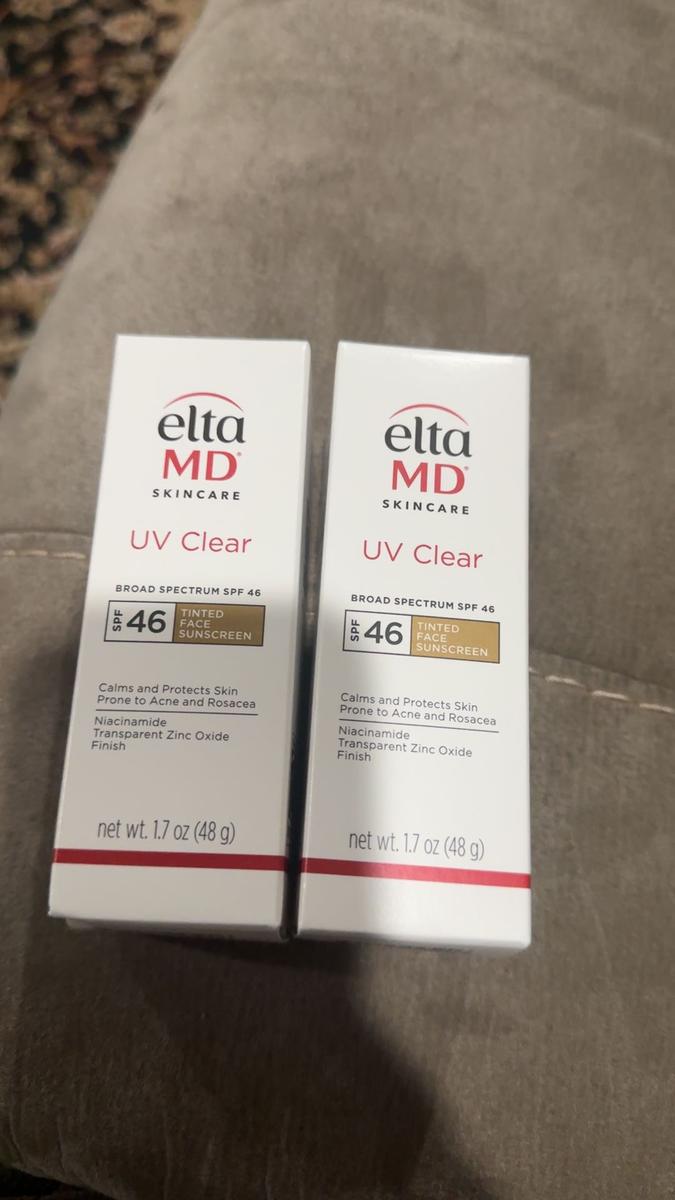 elta
MD®
SKINCARE
UV Clear
BROAD SPECTRUM SPF 46
SPF 46 TINTED
FACE
SUNSCREEN
Calms and Protects Skin
Prone to Acne and Rosacea
Niacinamide
Transparent Zinc Oxide
Finish
net wt. 1.7 oz (48 g)
elta
MD®
SKINCARE
UV Clear
BROAD SPECTRUM SPF 46
SPF 46 TINTED
FACE
SUNSCREEN
Calms and Protects Skin
Prone to Acne and Rosacea
Niacinamide
Transparent Zinc Oxide
Finish
net wt. 1.7 oz (48 g)